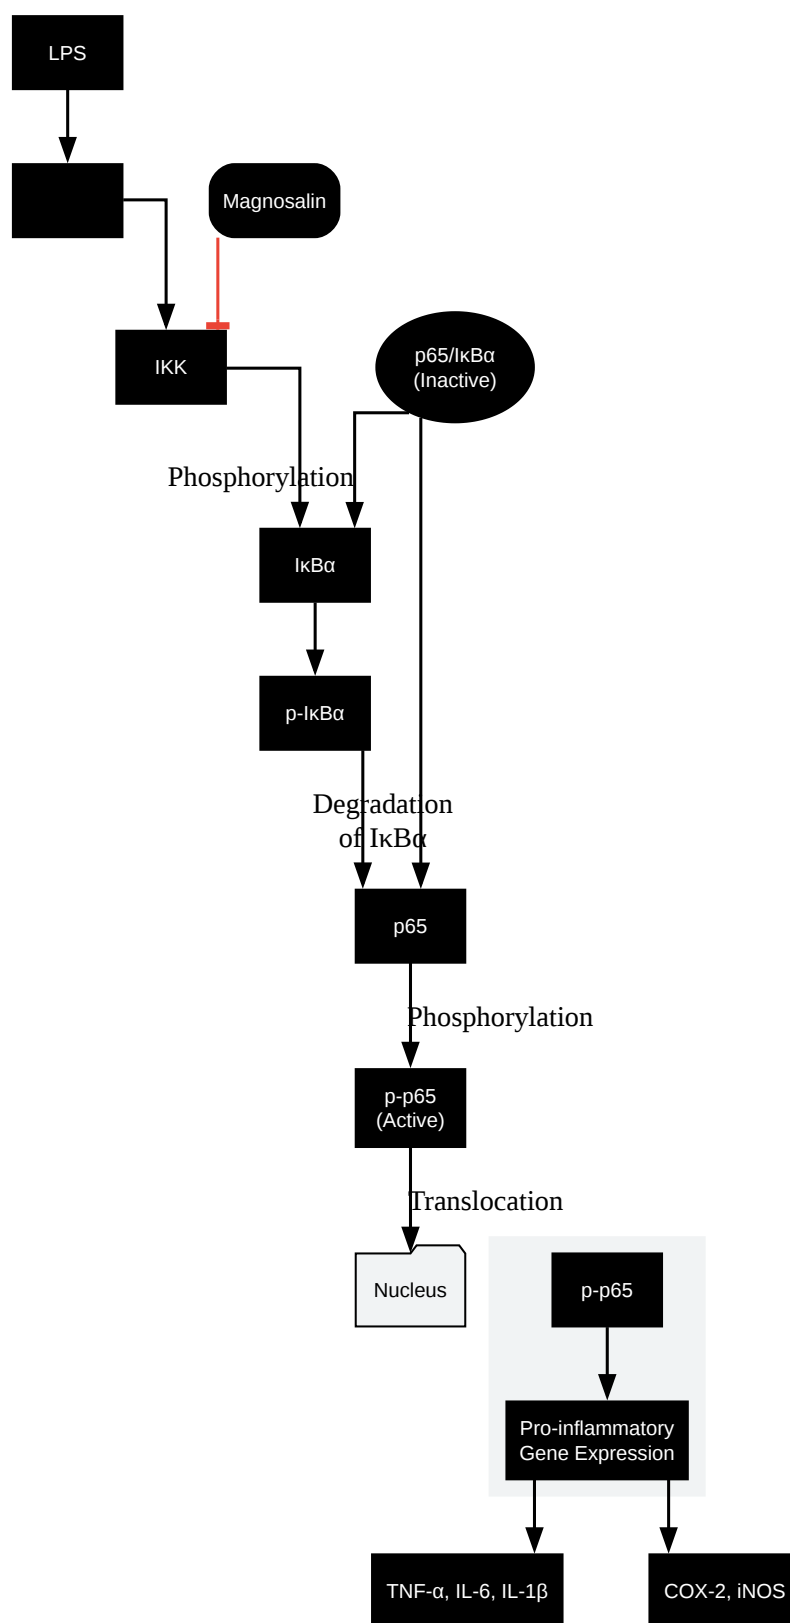 LPS
Magnosalin
IKK
p65/IκBα
(Inactive)
Phosphorylation
IκBα
p-IκBα
Degradation
of IκBα
p65
Phosphorylation
p-p65
(Active)
Translocation
Nucleus
p-p65
Pro-inflammatory
Gene Expression
TNF-α, IL-6, IL-1β
COX-2, iNOS